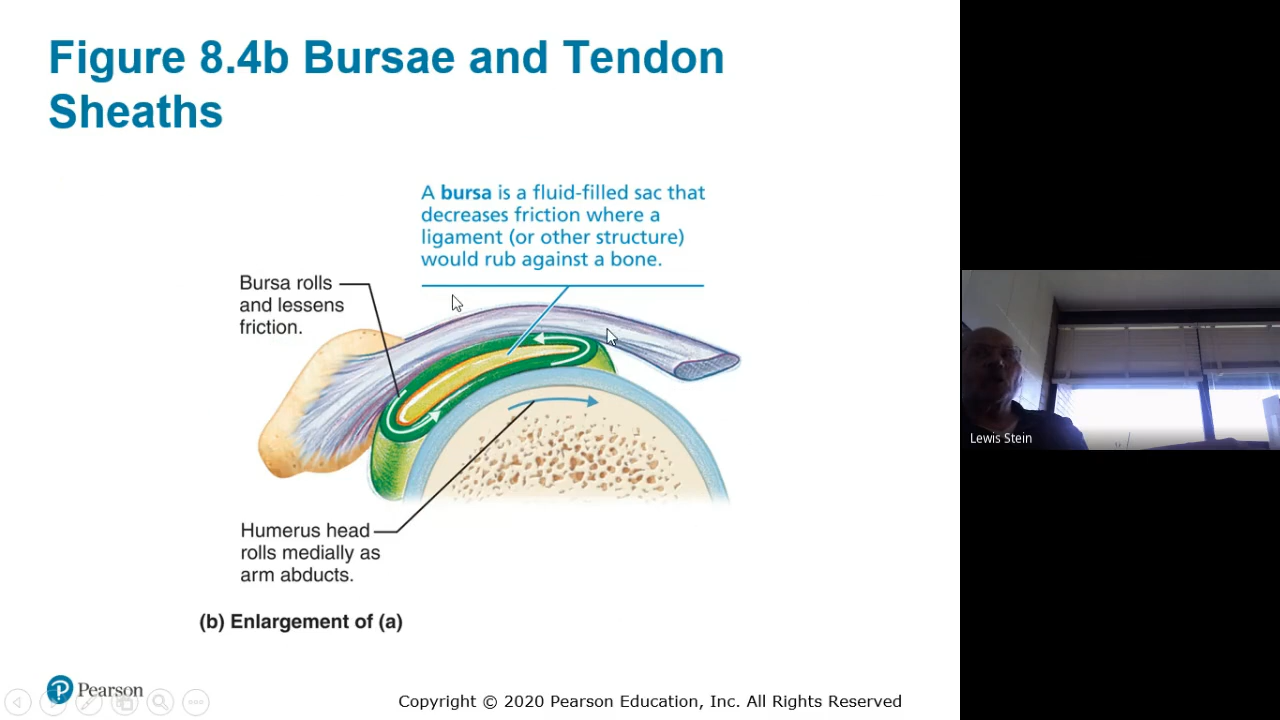 Figure 8.4b Bursae and Tendon
Sheaths
A bursa is a fluid-filled sac that
decreases friction where a
ligament (or other structure)
would rub against a bone.
Bursa rolls
and lessens
friction.
Humerus head
rolls medially as
arm abducts.
(b) Enlargement of (a)
Lewis Stein
P Pearson
Copyright © 2020 Pearson Education, Inc. All Rights Reserved